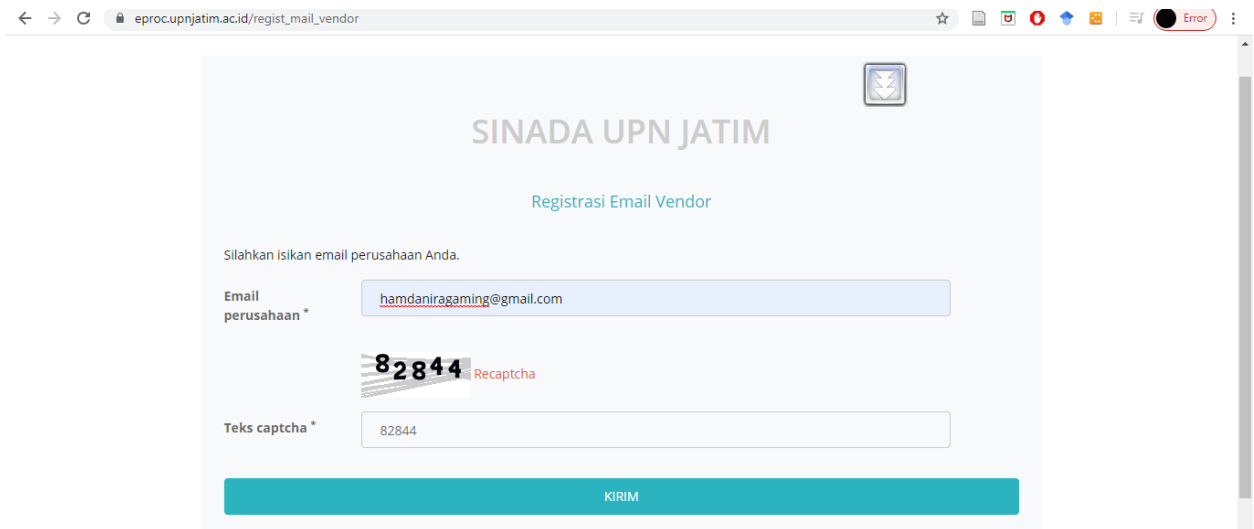 eproc.upnjatim.ac.id/regist_mail_vendor
Error
SINADA UPN JATIM
Registrasi Email Vendor
Silahkan isikan email perusahaan Anda.
Email
perusahaan *
hamdaniragaming@gmail.com
82844
Recaptcha
Teks captcha *
82844
KIRIM